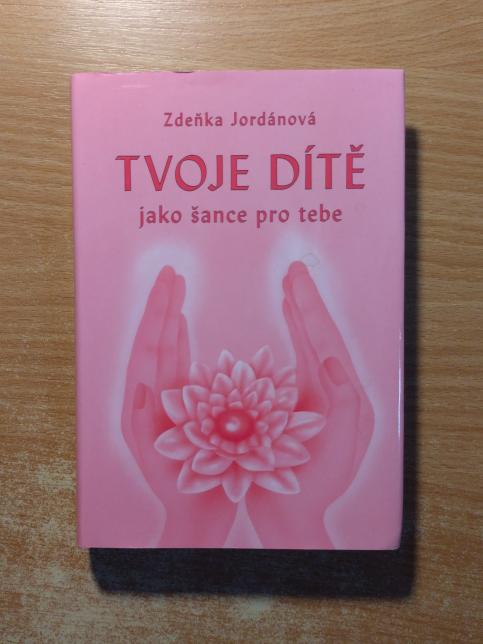 Zdeňka Jordánová
TVOJE DÍTĚ
jako šance pro tebe